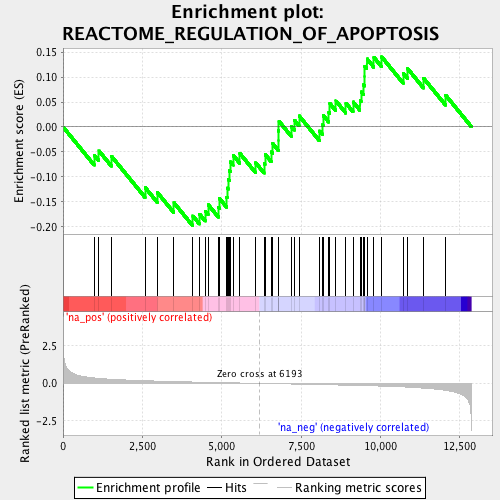 Enrichment plot:
REACTOME_REGULATION_OF_APOPTOSIS
Enrichment score (ES)
0.15
0.10
0.05
0.00
-0.05
-0.10
-0.15
-0.20
'na_pos' (positively correlated)
Ranked list metric (PreRanked)
2.5
0.0
-2.5
Zero cross at 6193
'na_neg' (negatively correlated)
0
2,500
5,000
7,500
10,000
12,500
Rank in Ordered Dataset
Enrichment profile
Hits
Ranking metric scores